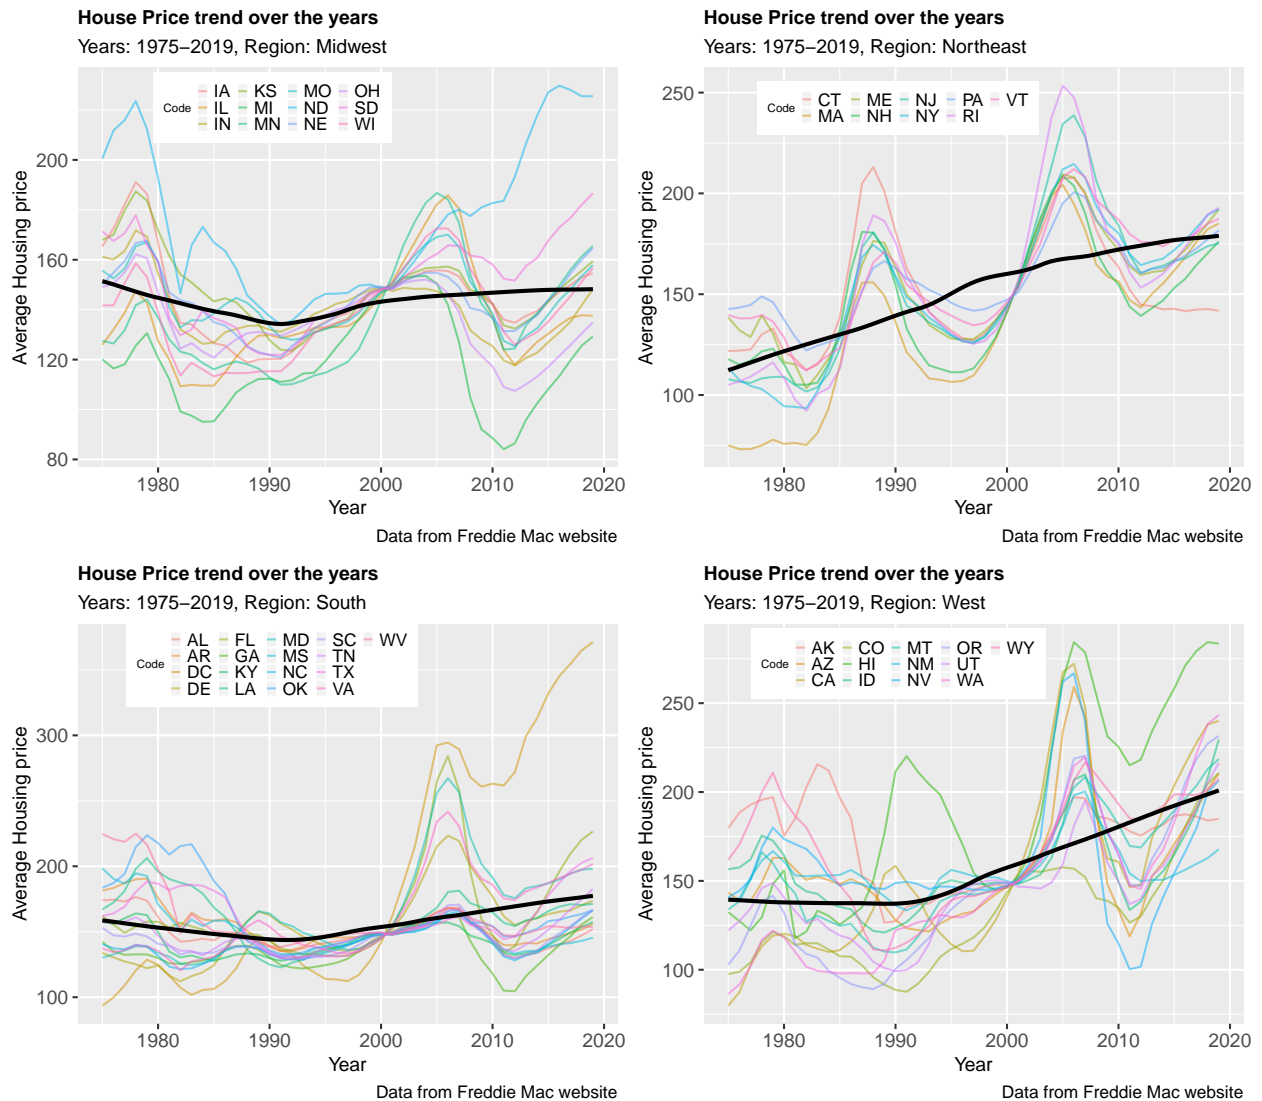 House Price trend over the years
Years: 1975−2019, Region: Midwest
Code
IA KS MO OH
IL MI ND SD
IN MN NE WI
Average Housing price
200
160
120
80
1980 1990 2000 2010 2020
Year
Data from Freddie Mac website
House Price trend over the years
Years: 1975−2019, Region: Northeast
Code
CT ME NJ PA VT
MA NH NY RI
Average Housing price
250
200
150
100
1980 1990 2000 2010 2020
Year
Data from Freddie Mac website
House Price trend over the years
Years: 1975−2019, Region: South
Code
AL FL MD SC WV
AR GA MS TN
DC KY NC TX
DE LA OK VA
Average Housing price
300
200
100
1980 1990 2000 2010 2020
Year
Data from Freddie Mac website
House Price trend over the years
Years: 1975−2019, Region: West
Code
AK CO MT OR WY
AZ HI NM UT
CA ID NV WA
Average Housing price
250
200
150
100
1980 1990 2000 2010 2020
Year
Data from Freddie Mac website